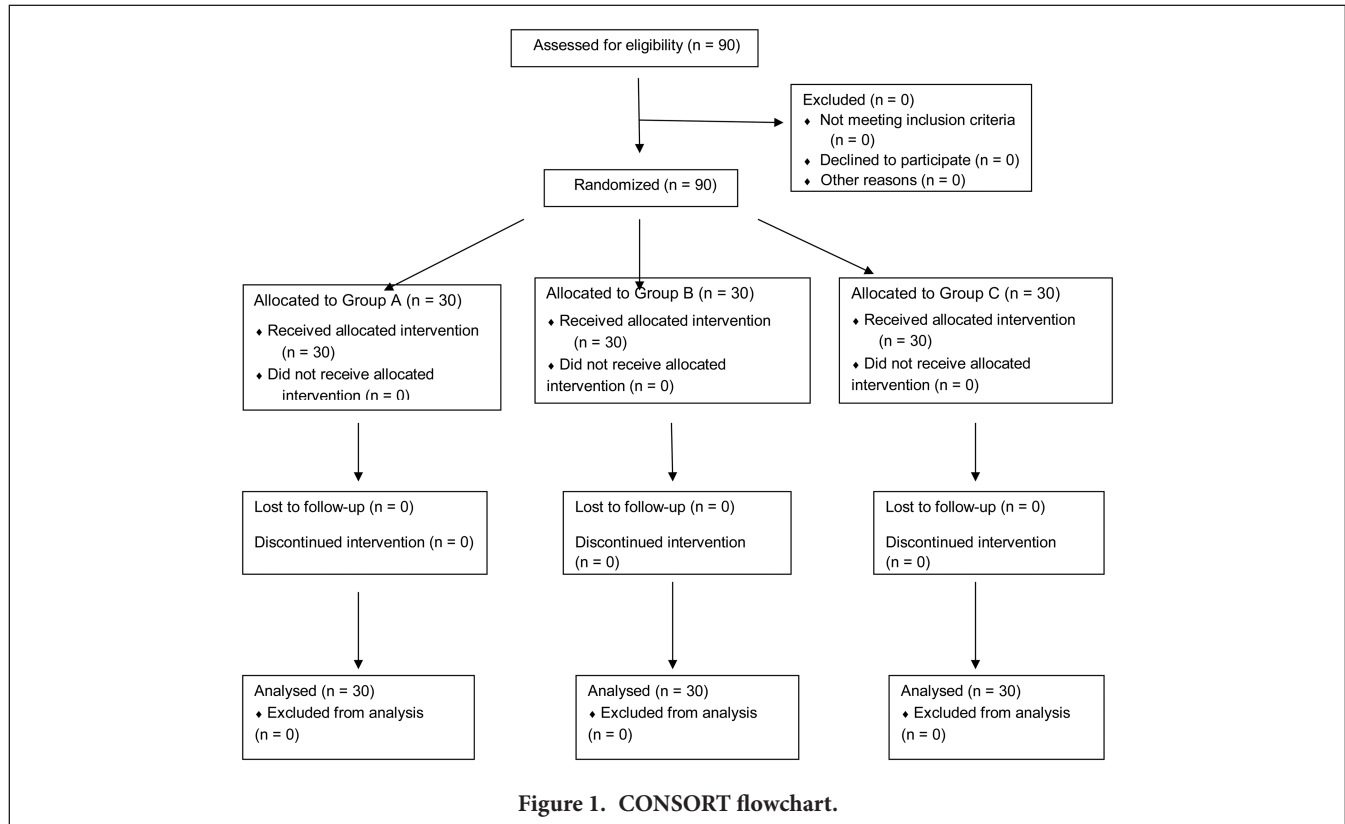 Assessed for eligibility (n = 90)
Excluded (n = 0)
♦ Not meeting inclusion criteria
(n = 0)
♦ Declined to participate (n = 0)
♦ Other reasons (n = 0)
Randomized (n = 90)
Allocated to Group A (n = 30)
♦ Received allocated intervention
(n = 30)
♦ Did not receive allocated
intervention (n = 0)
Allocated to Group B (n = 30)
♦ Received allocated intervention
(n = 30)
♦ Did not receive allocated
intervention (n = 0)
Allocated to Group C (n = 30)
♦ Received allocated intervention
(n = 30)
♦ Did not receive allocated
intervention (n = 0)
Lost to follow-up (n = 0)
Discontinued intervention (n = 0)
Lost to follow-up (n = 0)
Discontinued intervention
(n = 0)
Lost to follow-up (n = 0)
Discontinued intervention
(n = 0)
Analysed (n = 30)
♦ Excluded from analysis
(n = 0)
Analysed (n = 30)
♦ Excluded from analysis
(n = 0)
Analysed (n = 30)
♦ Excluded from analysis
(n = 0)
Figure 1. CONSORT flowchart.